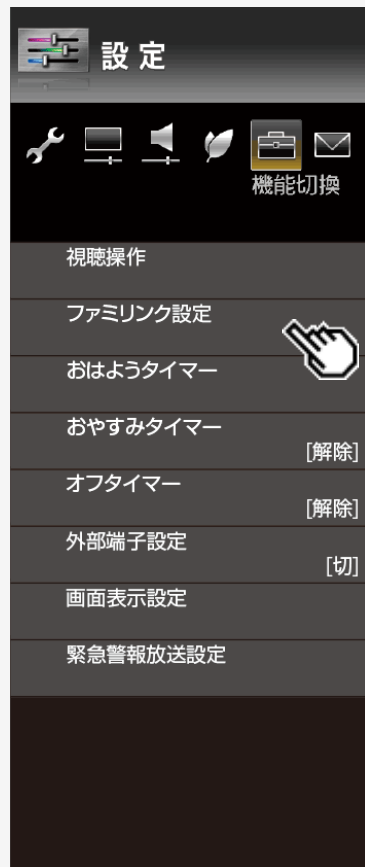 設定
機能切換
視聴操作
ファミリンク設定
おはようタイマー
おやすみタイマー
[解除]
オフタイマー
[解除]
外部端子設定
[切]
画面表示設定
緊急警報放送設定